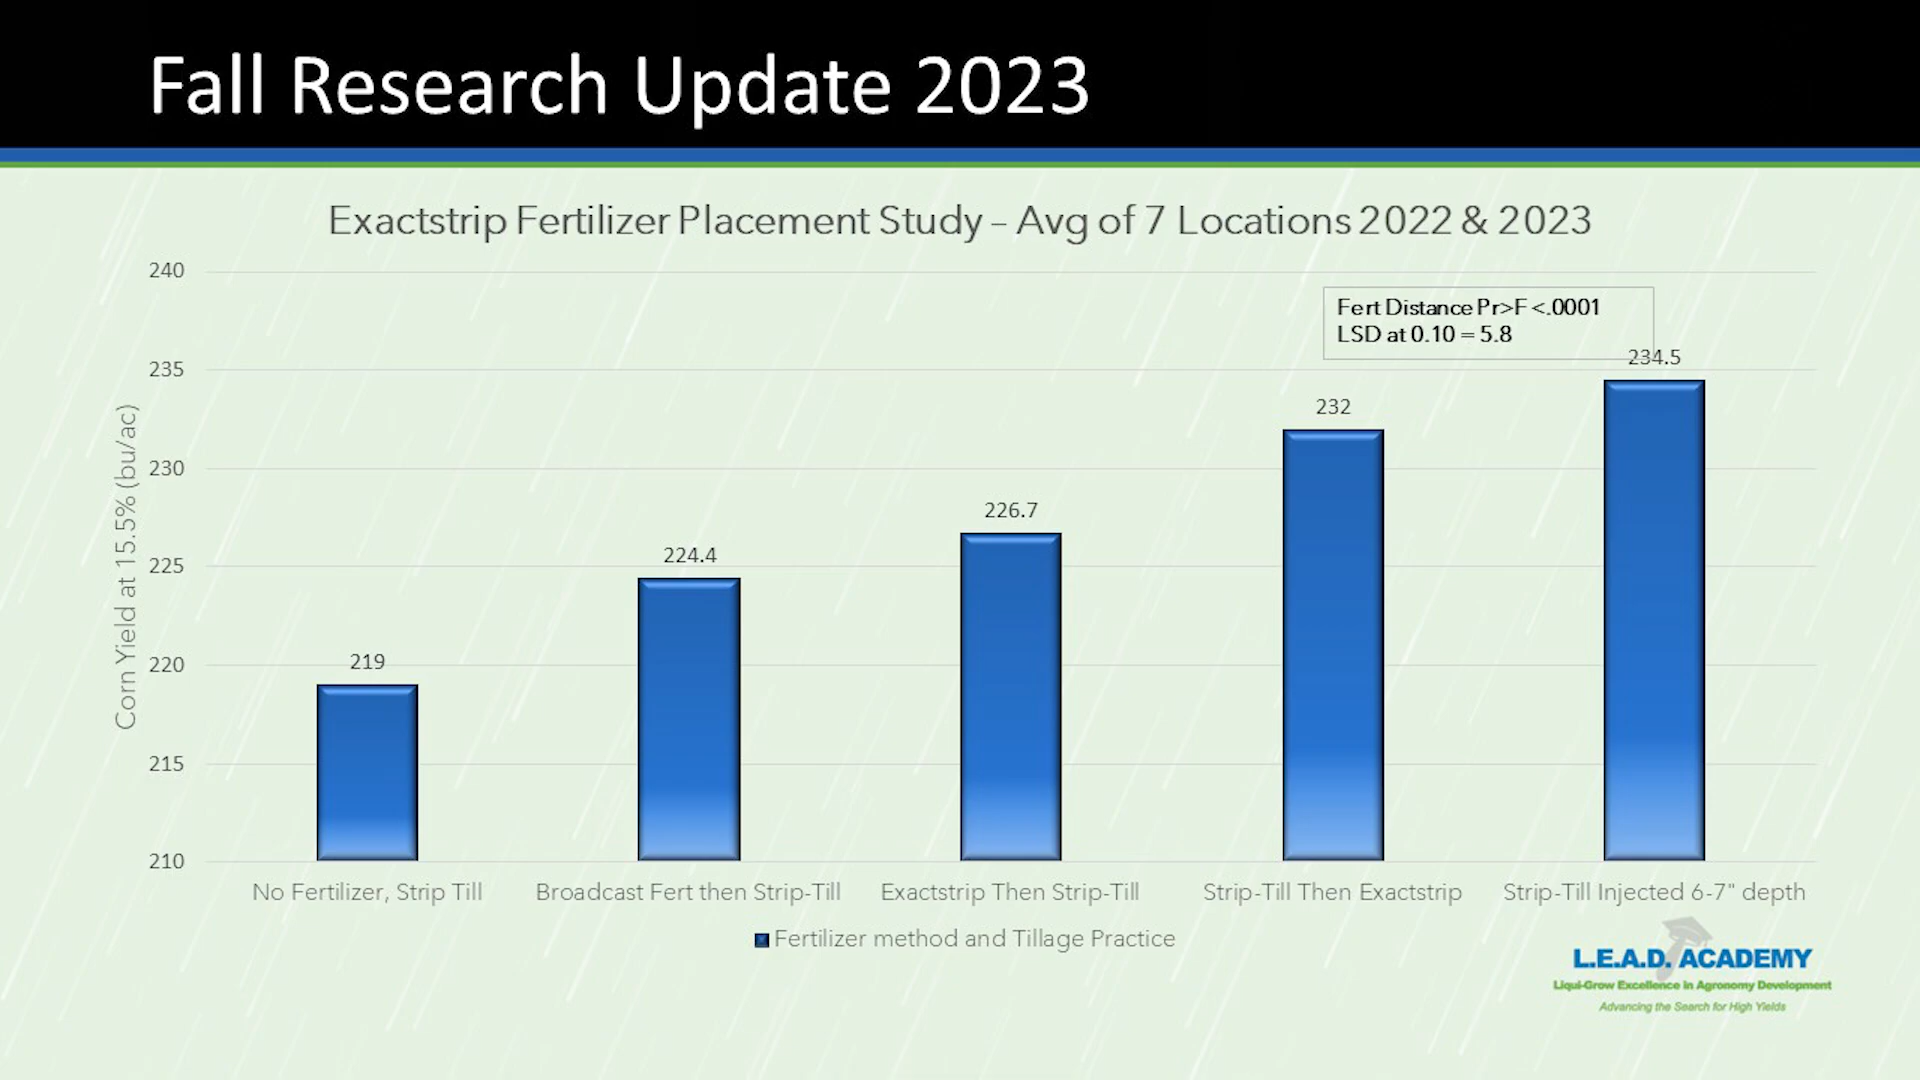 Fall Research Update 2023
Exactstrip Fertilizer Placement Study – Avg of 7 Locations 2022 & 2023
Corn Yield at 15.5% (bu/ac)
240
235
230
225
220
215
210
Fert Distance Pr>F <.0001
LSD at 0.10 = 5.8
219
224.4
226.7
232
234.5
No Fertilizer, Strip Till
Broadcast Fert then Strip-Till
Exactstrip Then Strip-Till
Strip-Till Then Exactstrip
Strip-Till Injected 6-7" depth
Fertilizer method and Tillage Practice
L.E.A.D. ACADEMY
Liqui-Grow Excellence in Agronomy Development
Advancing the Search for High Yields